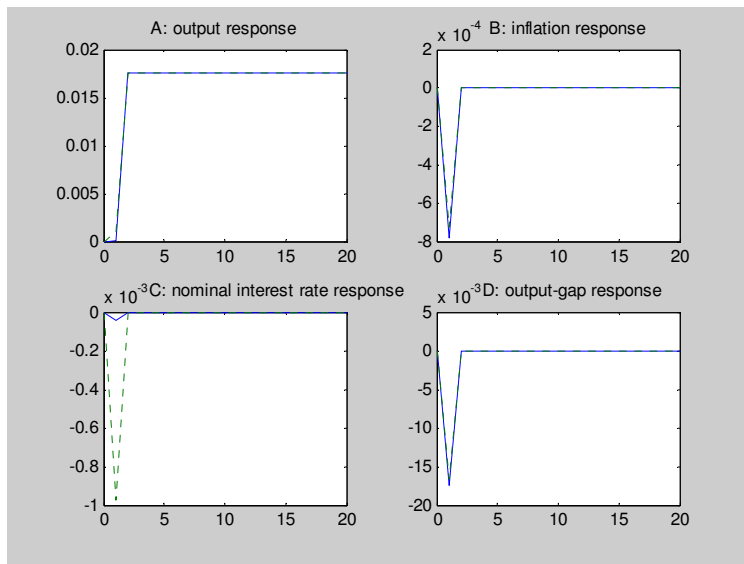 A: output response
0.02
0.015
0.01
0.005
0
0 5 10 15 20
x 10-4 B: inflation response
2
0
-2
-4
-6
-8
0 5 10 15 20
x 10-3 C: nominal interest rate response
0
-0.2
-0.4
-0.6
-0.8
-1
0 5 10 15 20
x 10-3 D: output-gap response
5
0
-5
-10
-15
-20
0 5 10 15 20